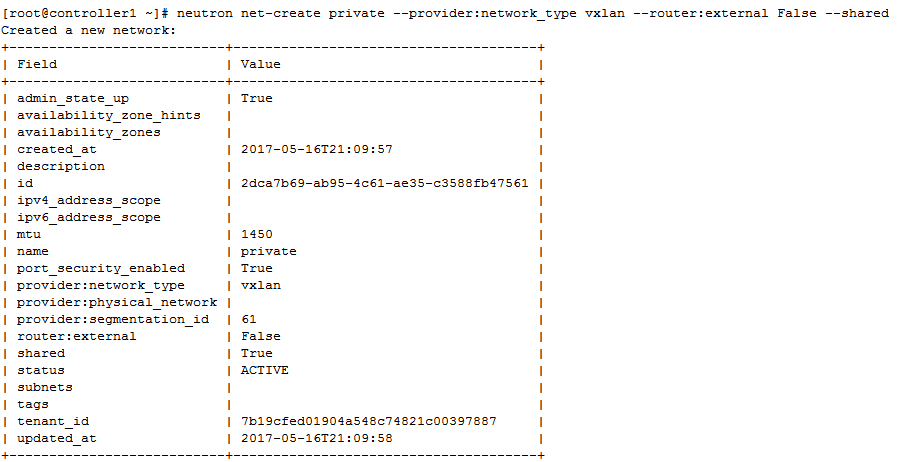 [root@controller1 ~]# neutron net-create private --provider:network_type vxlan --router:external False --shared
Created a new network:
+---------------------------+--------------------------------------+
| Field                     | Value                                |
+---------------------------+--------------------------------------+
| admin_state_up            | True                                 |
| availability_zone_hints   |                                      |
| availability_zones        |                                      |
| created_at                | 2017-05-16T21:09:57                  |
| description               |                                      |
| id                        | 2dca7b69-ab95-4c61-ae35-c3588fb47561 |
| ipv4_address_scope        |                                      |
| ipv6_address_scope        |                                      |
| mtu                       | 1450                                 |
| name                      | private                              |
| port_security_enabled     | True                                 |
| provider:network_type     | vxlan                                |
| provider:physical_network |                                      |
| provider:segmentation_id  | 61                                   |
| router:external           | False                                |
| shared                    | True                                 |
| status                    | ACTIVE                               |
| subnets                   |                                      |
| tags                      |                                      |
| tenant_id                 | 7b19cfed01904a548c74821c00397887     |
| updated_at                | 2017-05-16T21:09:58                  |
+---------------------------+--------------------------------------+